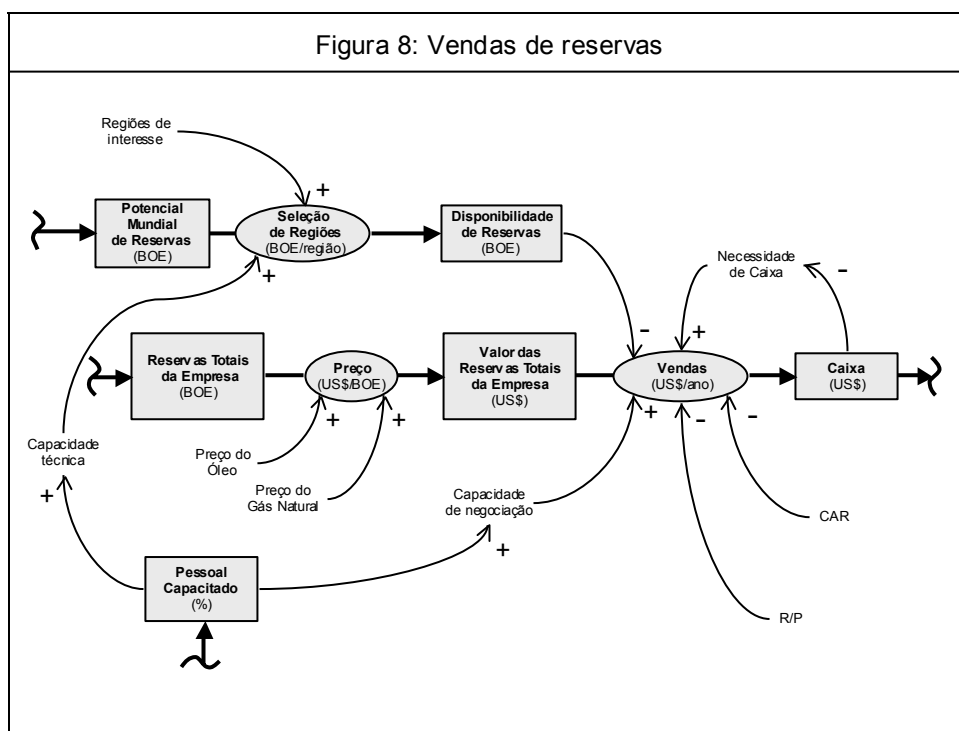 Figura 8: Vendas de reservas
Regiões de
interesse
+
Potencial
Mundial
de Reservas
(BOE)
Seleção
de Regiões
(BOE/região)
Disponibilidade
de Reservas
(BOE)
+
Necessidade
de Caixa
-
-
+
Reservas Totais
da Empresa
(BOE)
Preço
(US$/BOE)
Valor das
Reservas Totais
da Empresa
(US$)
Vendas
(US$/ano)
Caixa
(US$)
+
+
+
-
-
Capacidade
técnica
+
Preço do
Óleo
Preço do
Gás Natural
Capacidade
de negociação
+
CAR
Pessoal
Capacitado
(%)
R/P